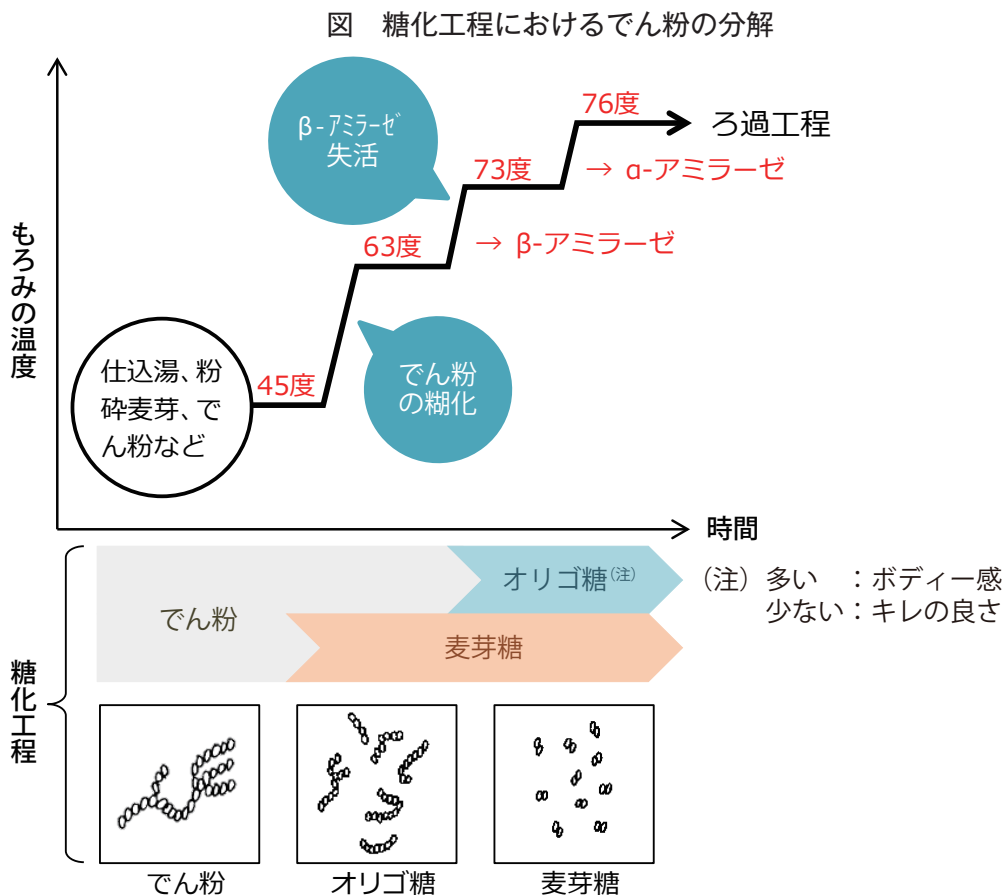 図 糖化工程におけるでん粉の分解
76度
β-アミラーゼ
失活
ろ過工程
73度
→ α-アミラーゼ
63度
→ β-アミラーゼ
もろみの温度
仕込湯、粉
砕麦芽、で
ん粉など
45度
でん粉
の糊化
時間
オリゴ糖(注)
(注)多い :ボディー感
少ない:キレの良さ
でん粉
麦芽糖
糖化工程
でん粉
オリゴ糖
麦芽糖